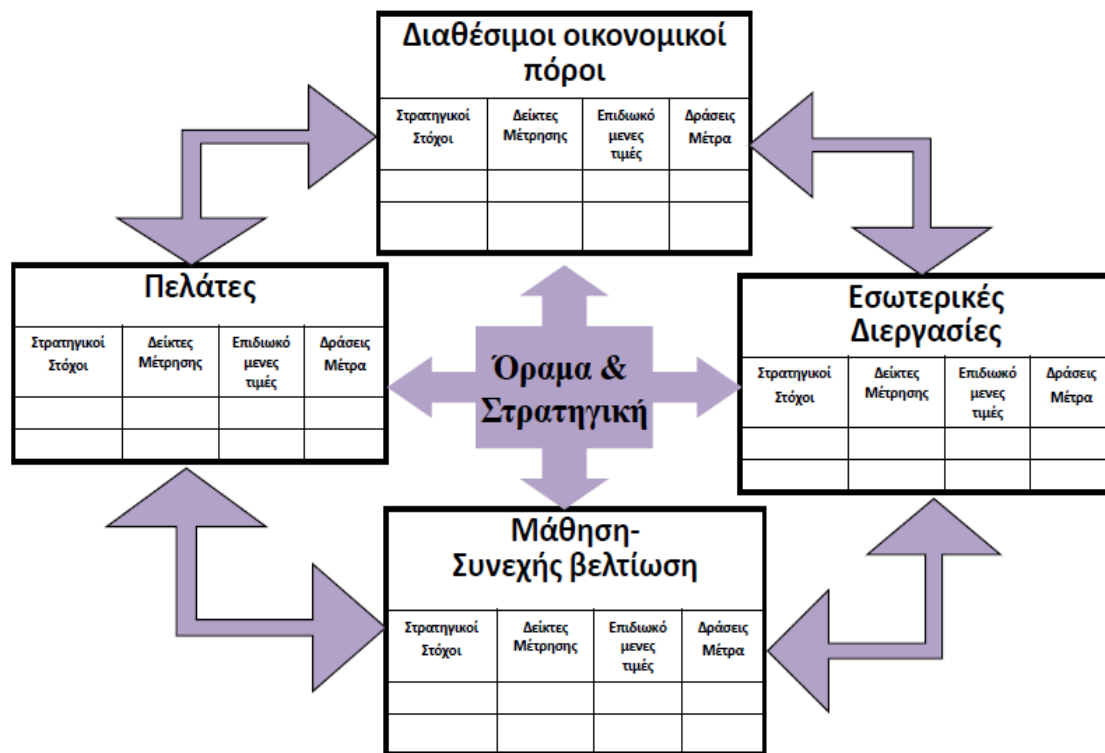 Διαθέσιμοι οικονομικοί
πόροι
Στρατηγικοί Στόχοι
Δείκτες Μέτρησης
Επιδιωκό μενες τιμές
Δράσεις Μέτρα
Πελάτες
Στρατηγικοί Στόχοι
Δείκτες Μέτρησης
Επιδιωκό μενες τιμές
Δράσεις Μέτρα
Όραμα &
Στρατηγική
Εσωτερικές
Διεργασίες
Στρατηγικοί Στόχοι
Δείκτες Μέτρησης
Επιδιωκό μενες τιμές
Δράσεις Μέτρα
Μάθηση-
Συνεχής βελτίωση
Στρατηγικοί Στόχοι
Δείκτες Μέτρησης
Επιδιωκό μενες τιμές
Δράσεις Μέτρα